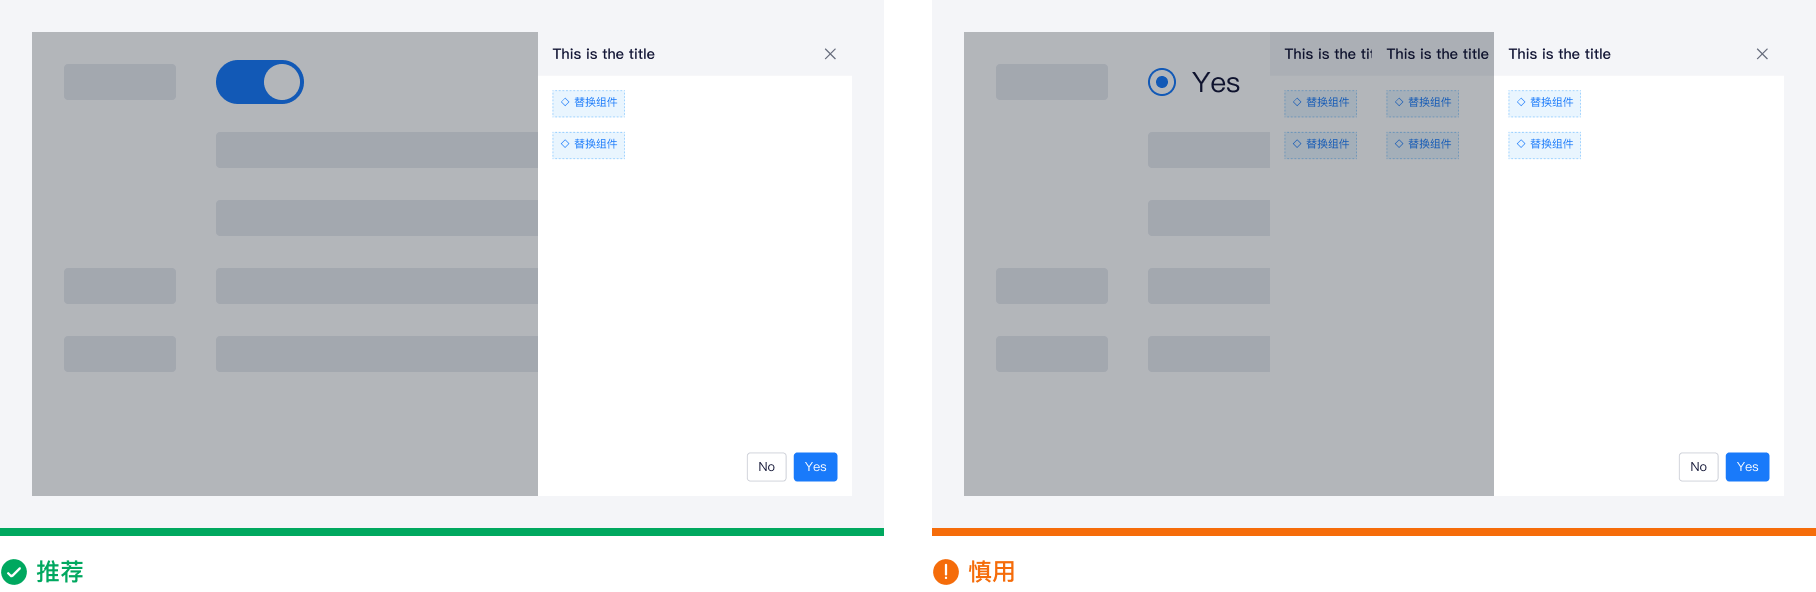 This is the title
替换组件
替换组件
No
Yes
推荐
Yes
This is the tit
This is the title
This is the title
替换组件
替换组件
替换组件
替换组件
替换组件
替换组件
No
Yes
慎用